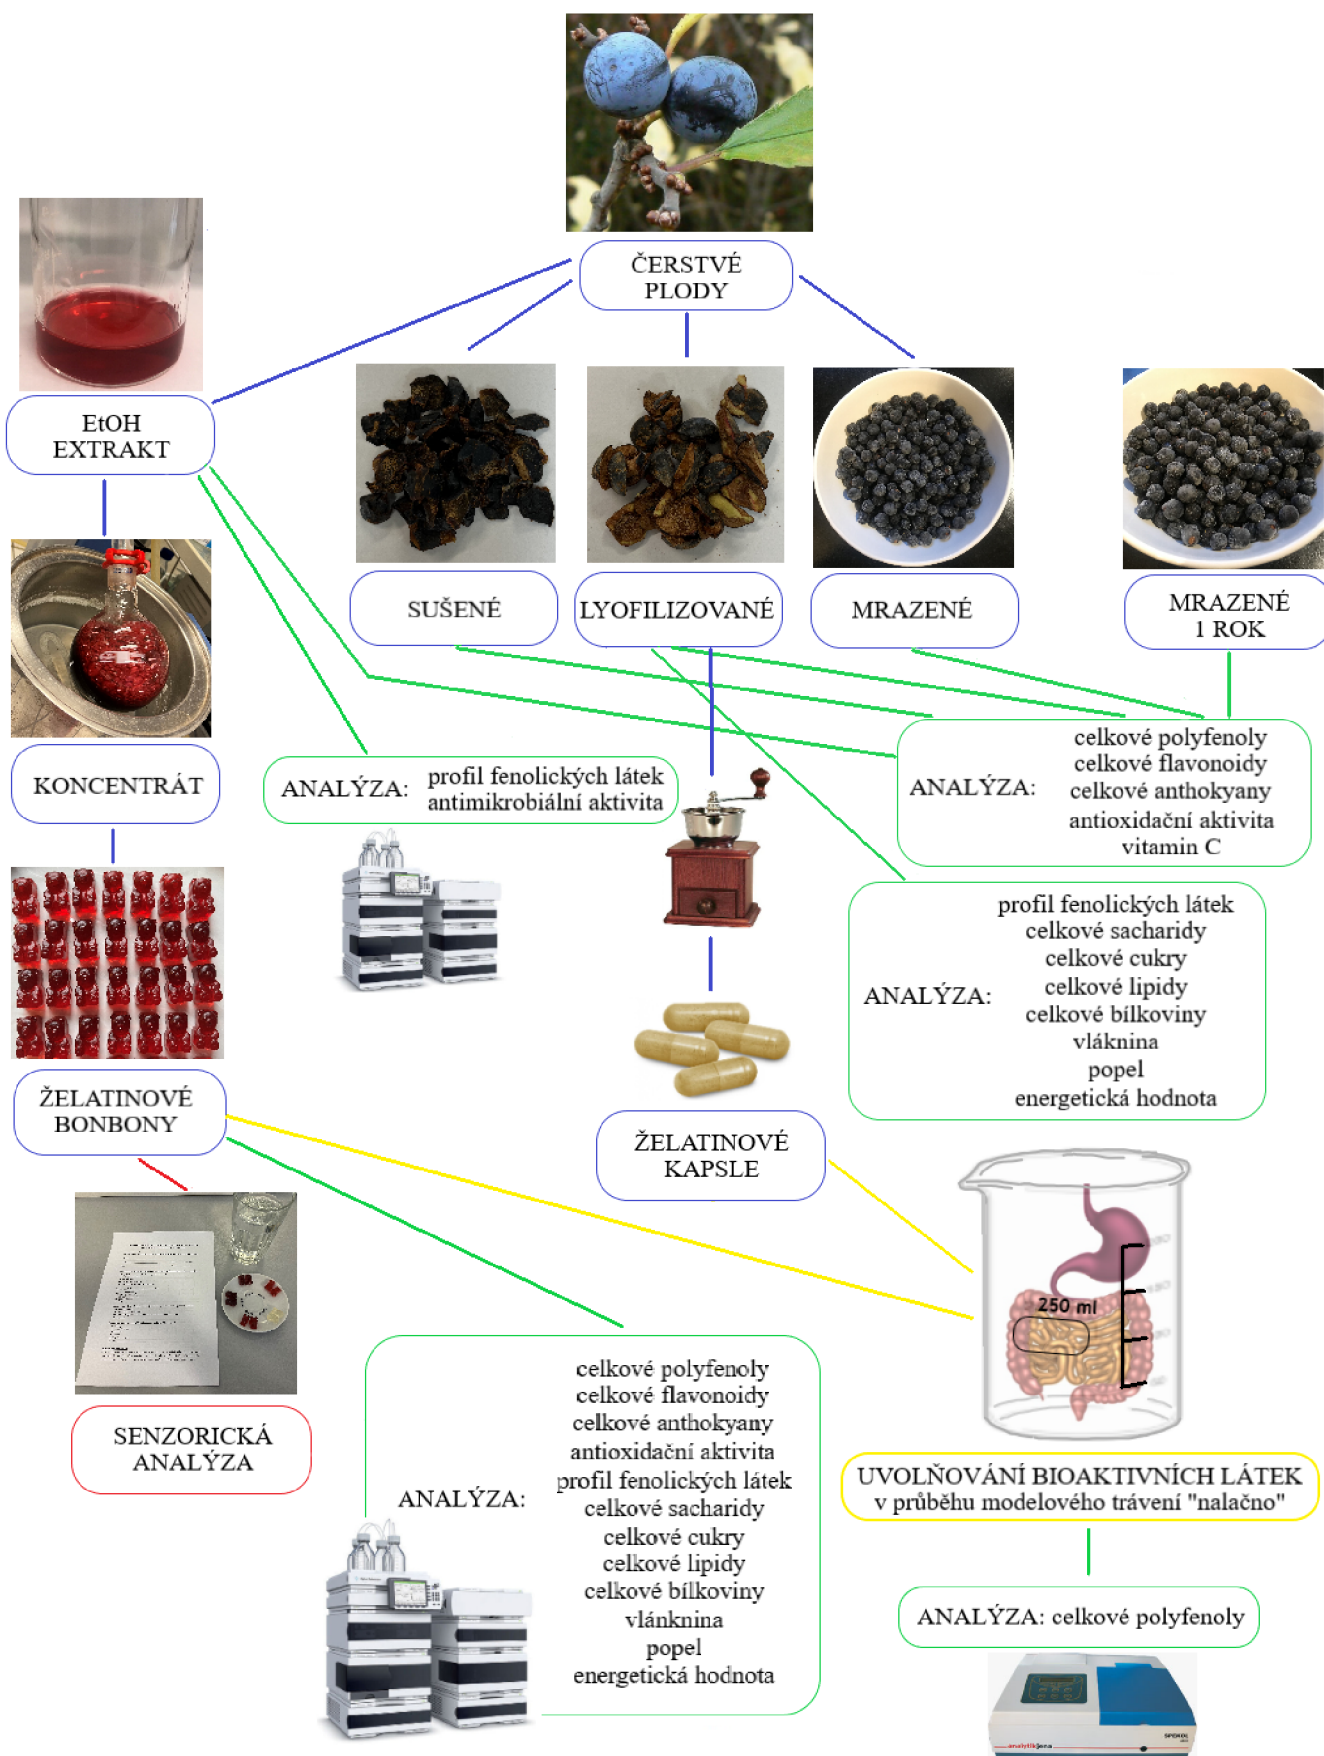 ČERSTVÉ
PLODY
EtOH
EXTRAKT
SUŠENÉ
LYOFILIZOVANÉ
MRAZENÉ
MRAZENÉ
1 ROK
KONCENTRÁT
ANALÝZA:
profil fenolických látek
antimikrobiální aktivita
ANALÝZA:
celkové polyfenoly
celkové flavonoidy
celkové anthokyany
antioxidační aktivita
vitamin C
ANALÝZA:
profil fenolických látek
celkové sacharidy
celkové cukry
celkové lipidy
celkové bílkoviny
vláknina
popel
energetická hodnota
ŽELATINOVÉ
BONBONY
ŽELATINOVÉ
KAPSLE
250 ml
SENZORICKÁ
ANALÝZA
ANALÝZA:
celkové polyfenoly
celkové flavonoidy
celkové anthokyany
antioxidační aktivita
profil fenolických látek
celkové sacharidy
celkové cukry
celkové lipidy
celkové bílkoviny
vlánknina
popel
energetická hodnota
UVOLŇOVÁNÍ BIOAKTIVNÍCH LÁTEK
v průběhu modelového trávení "nalačno"
ANALÝZA: celkové polyfenoly
analytikjena
SPEKOL